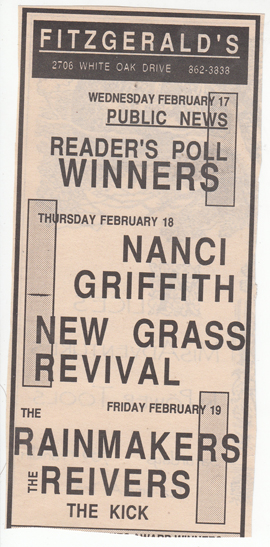 FITZGERALD'S
2706 WHITE OAK DRIVE 862-3838
WEDNESDAY FEBRUARY 17
PUBLIC NEWS
READER'S POLL
WINNERS
THURSDAY FEBRUARY 18
NANCI
GRIFFITH
NEW GRASS
REVIVAL
FRIDAY FEBRUARY 19
THE
RAINMAKERS
THE REIVERS
THE KICK